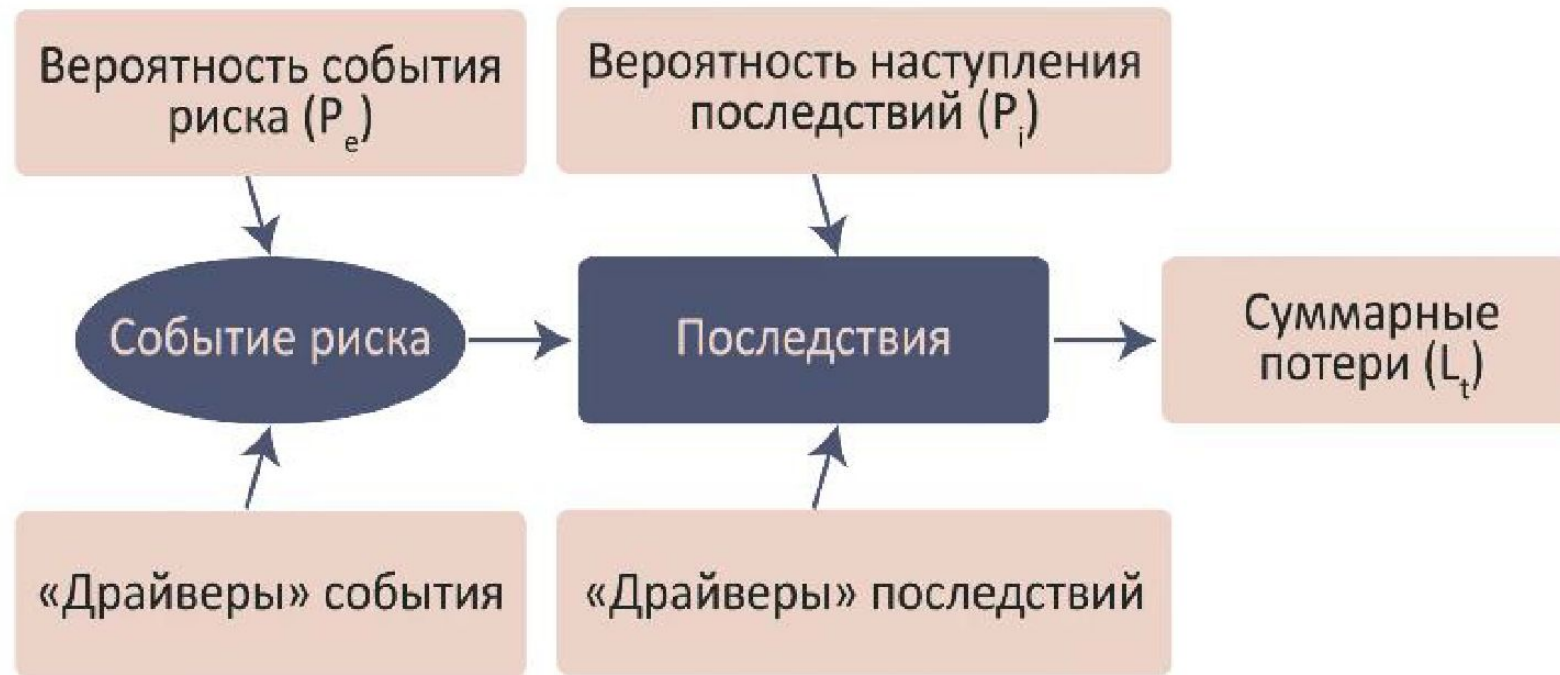 Вероятность события
риска (Pe)
Вероятность наступления
последствий (Pi)
Событие риска
Последствия
Суммарные
потери (Lt)
«Драйверы» события
«Драйверы» последствий